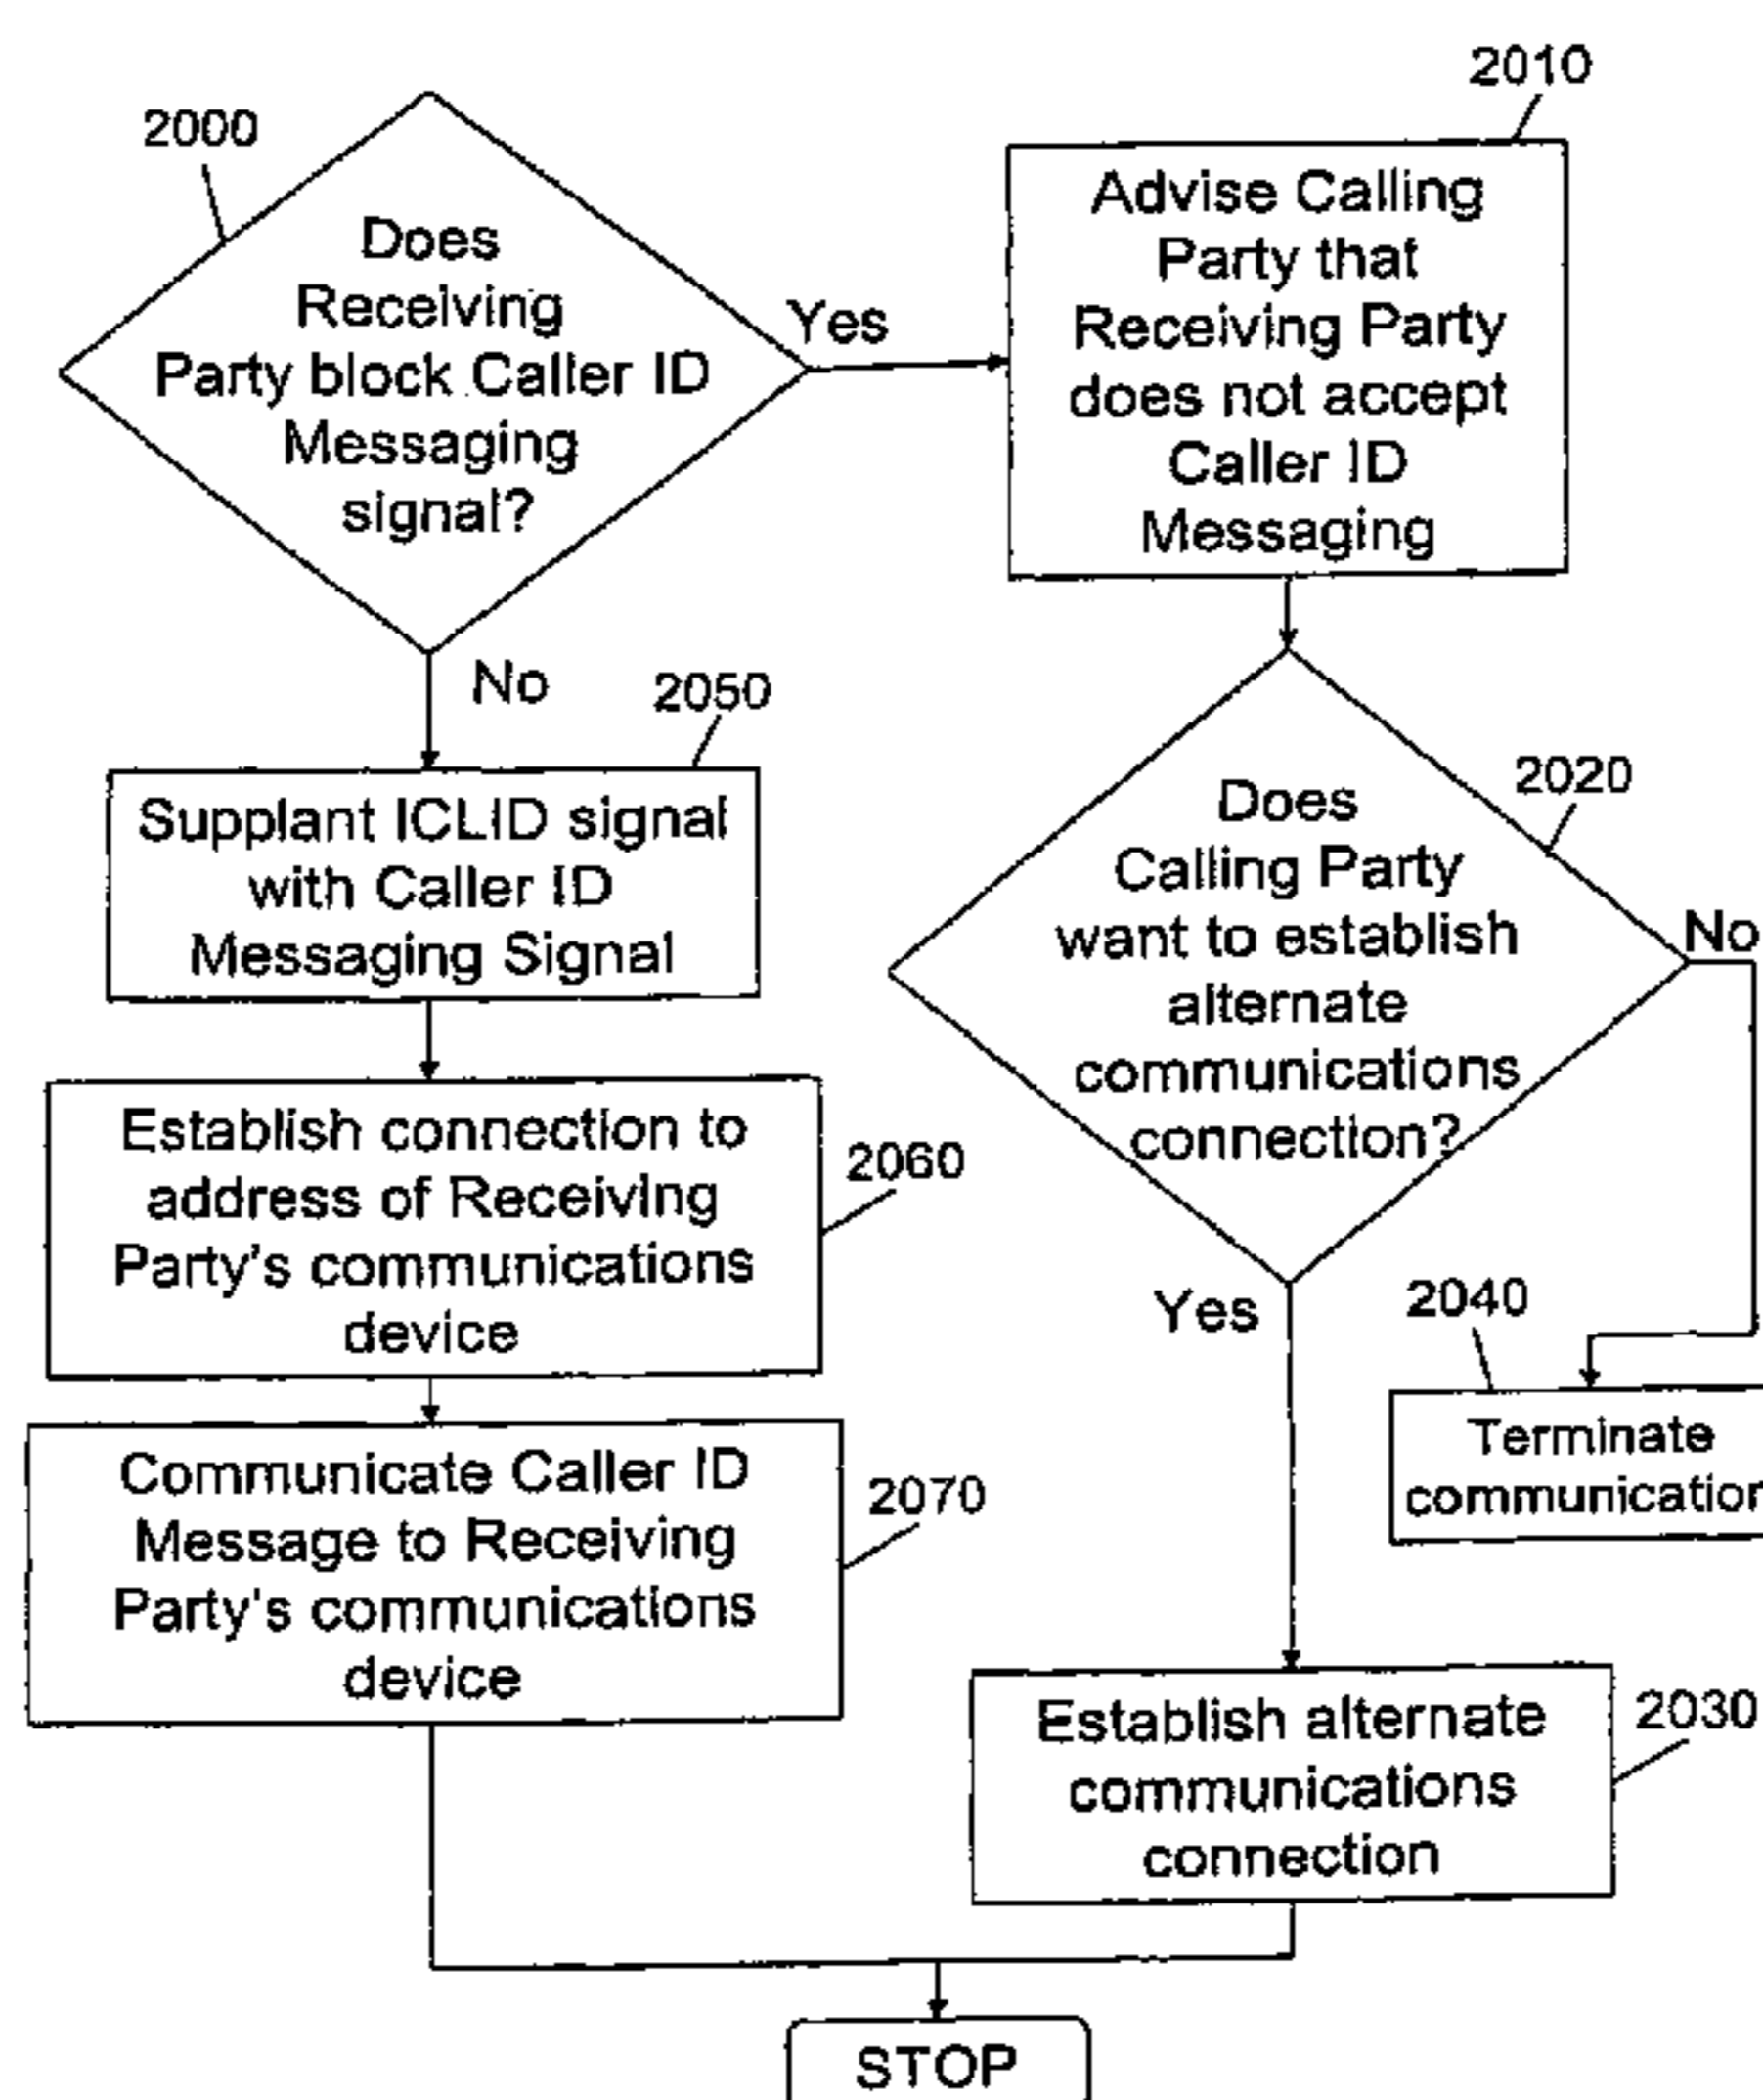 2000
Does
Receiving
Party block Caller ID
Messaging
signal?
Yes
No
2010
Advise Calling
Party that
Receiving Party
does not accept
Caller ID
Messaging
2050
Supplant ICLID signal
with Caller ID
Messaging Signal
2020
Does
Calling Party
want to establish
alternate
communications
connection?
No
Yes
2060
Establish connection to
address of Receiving
Party's communications
device
2040
Terminate
communication
2070
Communicate Caller ID
Message to Receiving
Party's communications
device
2030
Establish alternate
communications
connection
STOP